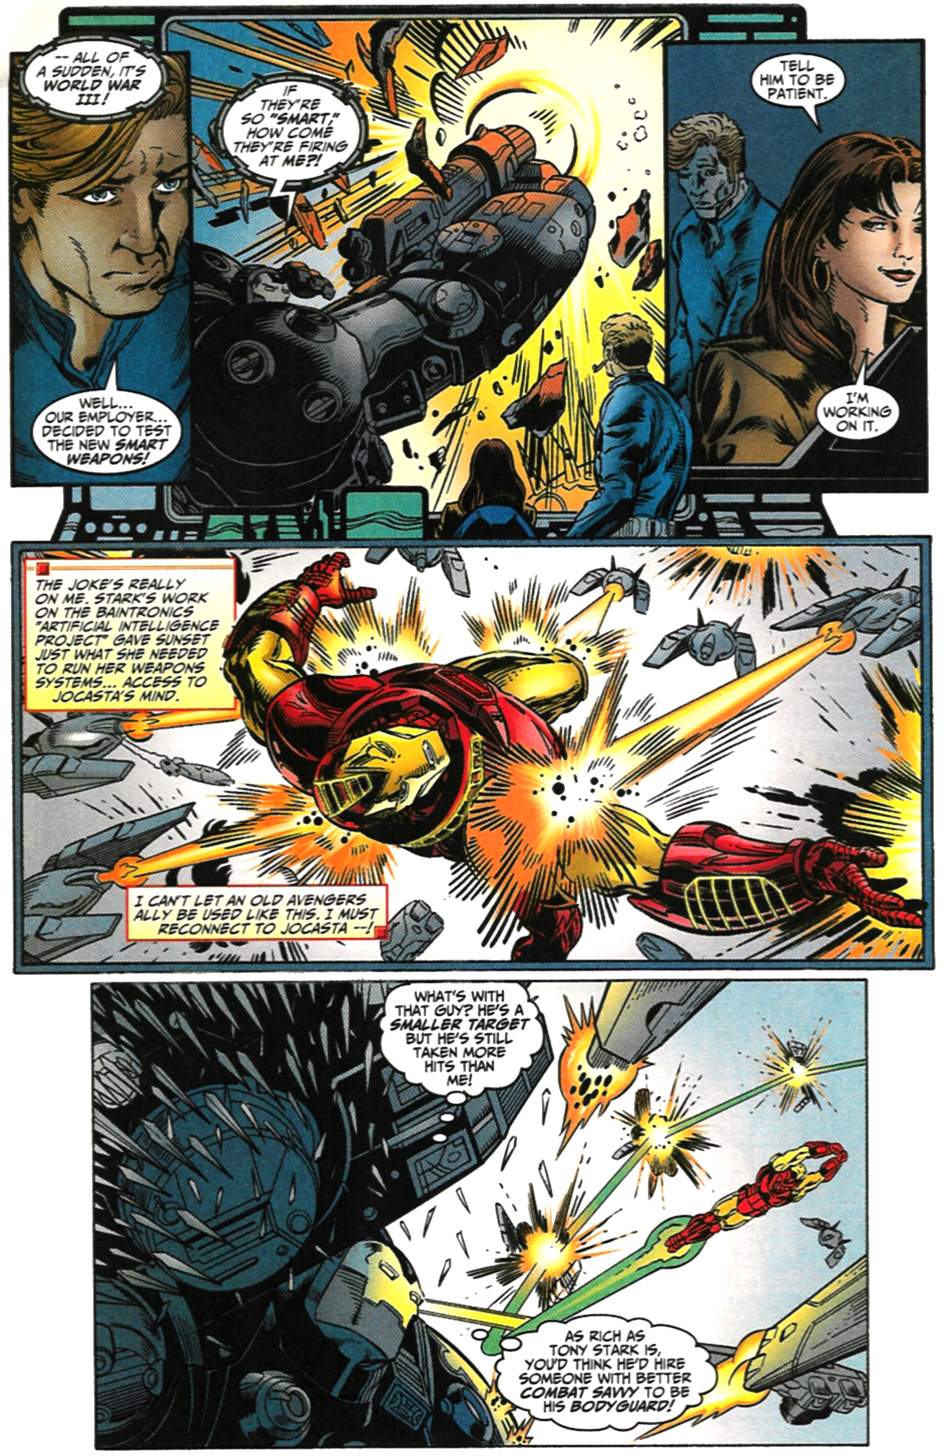 -- ALL OF
A SUDDEN, IT'S
WORLD WAR
III!
WELL...
OUR EMPLOYER...
DECIDED TO TEST
THE NEW SMART
WEAPONS!
IF
THEY'RE
SO "SMART,"
HOW COME
THEY'RE FIRING
AT ME?!
TELL
HIM TO BE
PATIENT.
I'M
WORKING
ON IT.
THE JOKE'S REALLY
ON ME. STARK'S WORK
ON THE BAINTRONICS
"ARTIFICIAL INTELLIGENCE
PROJECT" GAVE SUNSET
JUST WHAT SHE NEEDED
TO RUN HER WEAPONS
SYSTEMS... ACCESS TO
JOCASTA'S MIND.
I CAN'T LET AN OLD AVENGERS
ALLY BE USED LIKE THIS. I MUST
RECONNECT TO JOCASTA --!
WHAT'S WITH
THAT GUY? HE'S A
SMALLER TARGET
BUT HE'S STILL
TAKEN MORE
HITS THAN
ME!
AS RICH AS
TONY STARK IS,
YOU'D THINK HE'D HIRE
SOMEONE WITH BETTER
COMBAT SAVVY TO BE
HIS BODYGUARD!